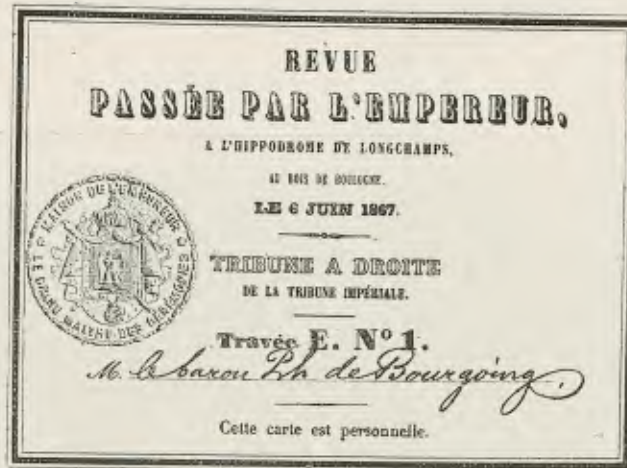 REVUE
PASSÉE PAR L'EMPEREUR,
A L'HIPPODROME DE LONGCHAMPS,
AU BOIS DE BOULOGNE.
LE 6 JUIN 1867.
MAISON DE L'EMPEREUR
LE GRAND MAITRE DES CÉRÉMONIES
TRIBUNE A DROITE
DE LA TRIBUNE IMPÉRIALE.
Travée E. N° 1.
M. le baron Ph de Bourgoing.
Cette carte est personnelle.